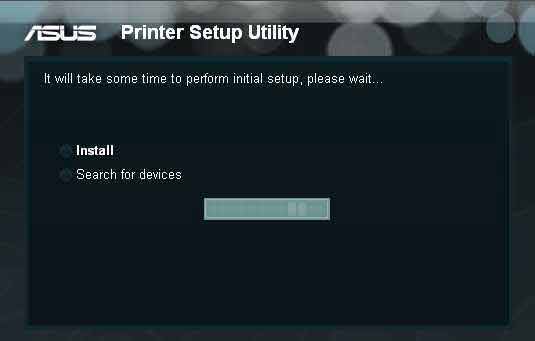 ASUS Printer Setup Utility
It will take some time to perform initial setup, please wait...
Install
Search for devices